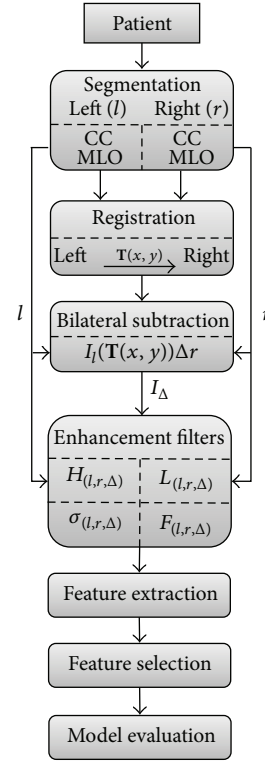 Patient
Segmentation
Left (l) Right (r)
CC CC
MLO MLO
Registration
Left T(x, y) Right
l
Bilateral subtraction
I_l(T(x, y))Δr
I_Δ
Enhancement filters
H_(l,r,Δ) L_(l,r,Δ)
σ_(l,r,Δ) F_(l,r,Δ)
Feature extraction
Feature selection
Model evaluation